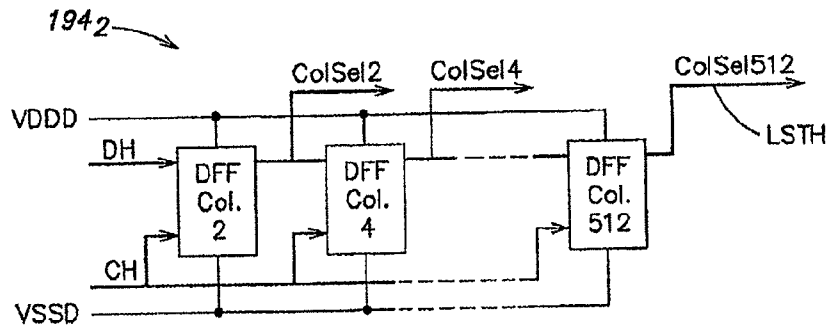 194₂
ColSel2
ColSel4
ColSel512
VDDD
LSTH
DH
DFF
Col.
2
DFF
Col.
4
DFF
Col.
512
CH
VSSD